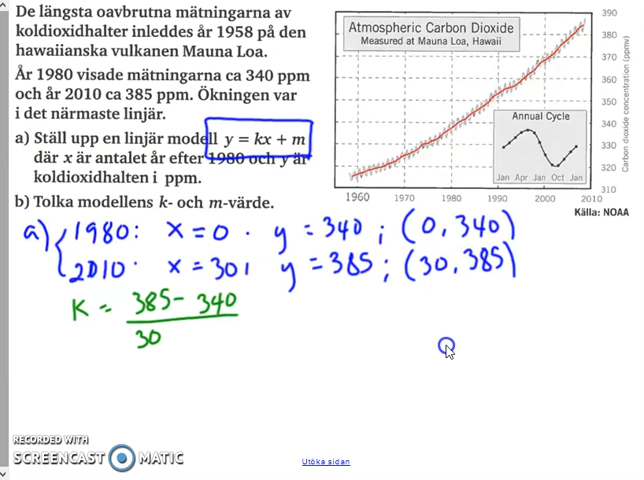 De längsta oavbrutna mätningarna av
koldioxidhalter inleddes år 1958 på den
hawaiianska vulkanen Mauna Loa.
År 1980 visade mätningarna ca 340 ppm
och år 2010 ca 385 ppm. Ökningen var
i det närmaste linjär.
a) Ställ upp en linjär modell y = kx + m
där x är antalet år efter 1980 och y är
koldioxidhalten i ppm.
b) Tolka modellens k- och m-värde.
Atmospheric Carbon Dioxide
Measured at Mauna Loa, Hawaii
390
380
370
360
350
340
330
320
310
Carbon dioxide concentration (ppmv)
Annual Cycle
Jan Apr Jan Oct Jan
1960 1970 1980 1990 2000 2010
Källa: NOAA
a) 1980: x = 0 . y = 340 ; (0, 340)
2010. x = 30, y = 385 ; (30, 385)
K = 385 - 340
30
RECORDED WITH
SCREENCAST MATIC
Utöka sidan